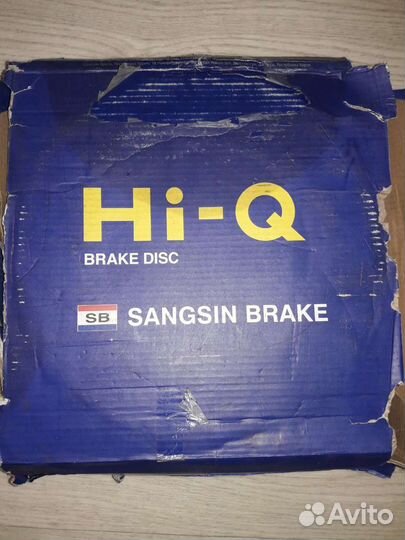 Hi-Q
BRAKE DISC
SB SANGSIN BRAKE
Avito